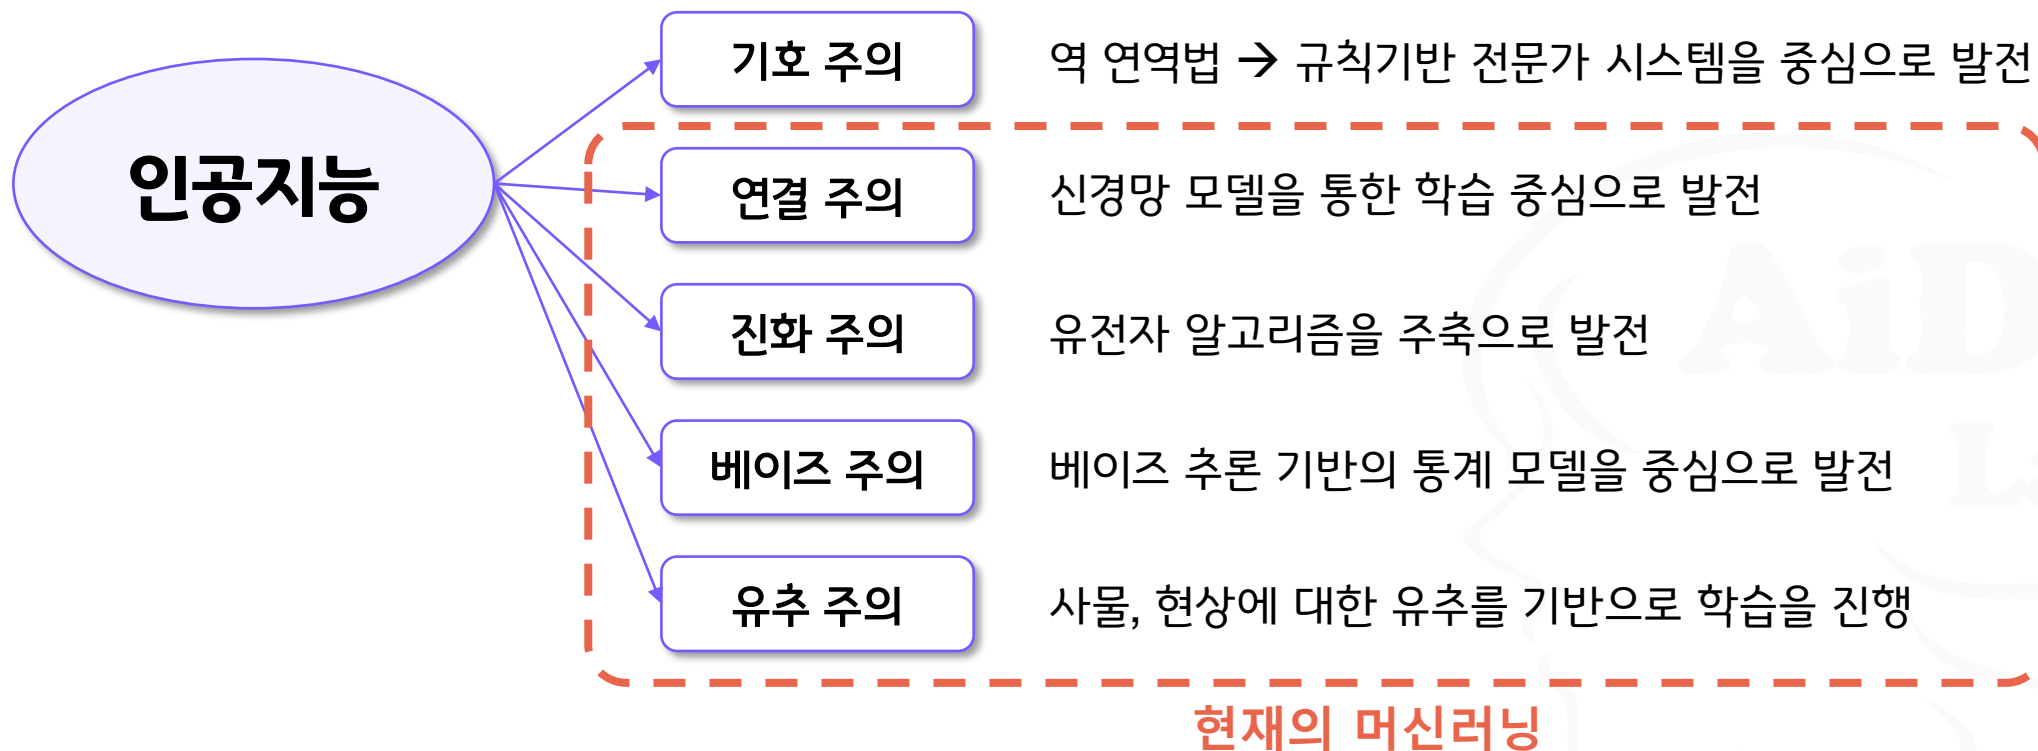 인공지능
기호 주의
역 연역법 → 규칙기반 전문가 시스템을 중심으로 발전
연결 주의
신경망 모델을 통한 학습 중심으로 발전
진화 주의
유전자 알고리즘을 주축으로 발전
베이즈 주의
베이즈 추론 기반의 통계 모델을 중심으로 발전
유추 주의
사물, 현상에 대한 유추를 기반으로 학습을 진행
현재의 머신러닝